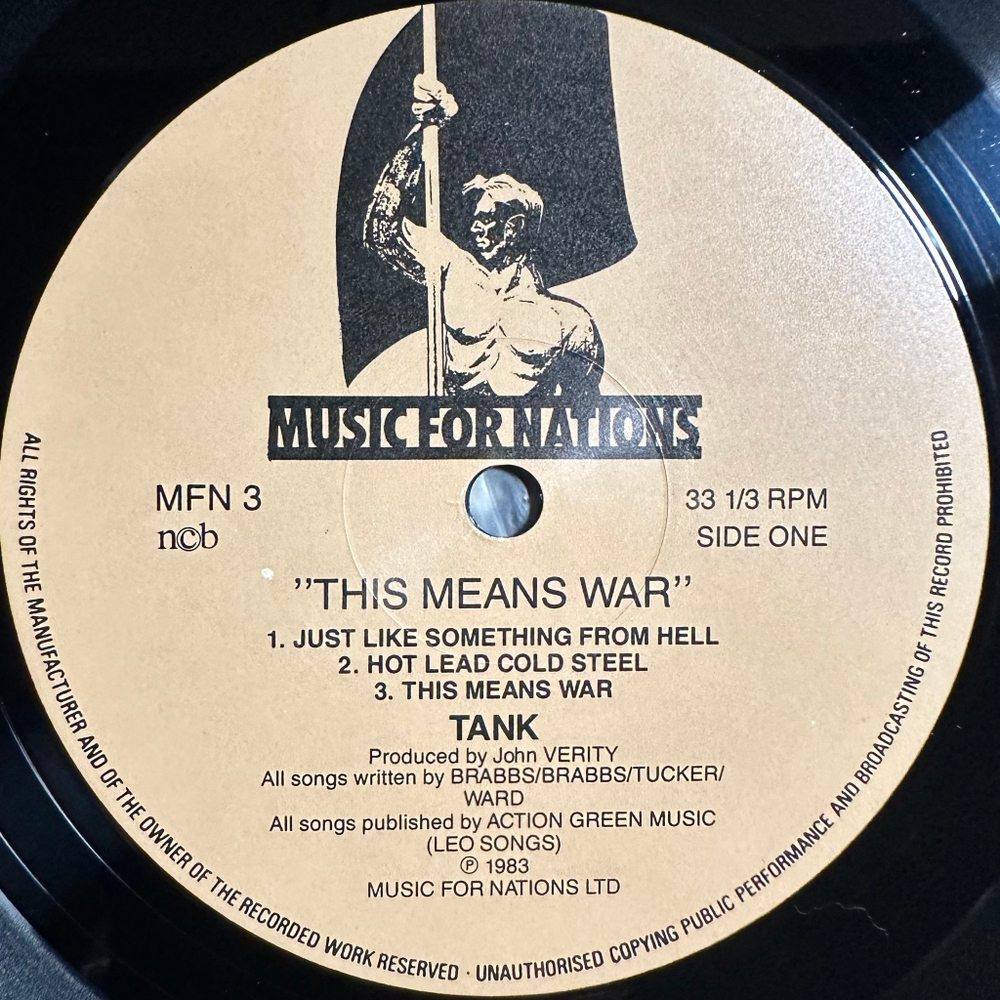 MUSIC FOR NATIONS
MFN 3
n©b
33 1/3 RPM
SIDE ONE
’’THIS MEANS WAR’’
1. JUST LIKE SOMETHING FROM HELL
2. HOT LEAD COLD STEEL
3. THIS MEANS WAR
TANK
Produced by John VERITY
All songs written by BRABBS/BRABBS/TUCKER/
WARD
All songs published by ACTION GREEN MUSIC
(LEO SONGS)
℗ 1983
MUSIC FOR NATIONS LTD
ALL RIGHTS OF THE MANUFACTURER AND OF THE OWNER OF THE RECORDED WORK RESERVED · UNAUTHORISED COPYING PUBLIC PERFORMANCE AND BROADCASTING OF THIS RECORD PROHIBITED